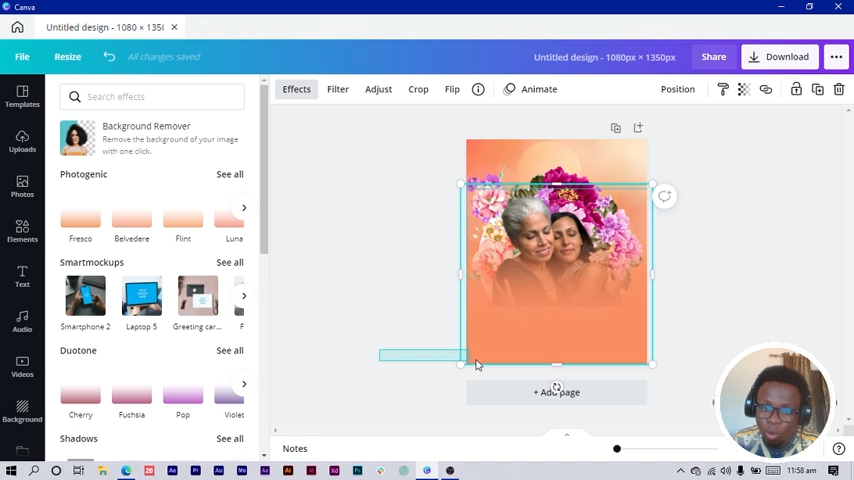 Canva
Untitled design - 1080 × 1350
File
Resize
All changes saved
Untitled design - 1080px × 1350px
Share
Download
Effects
Filter
Adjust
Crop
Flip
Animate
Position
Templates
Uploads
Photos
Elements
Text
Audio
Videos
Background
Search effects
Background Remover
Remove the background of your image
with one click.
Photogenic
See all
Fresco
Belvedere
Flint
Luna
Smartmockups
See all
Smartphone 2
Laptop 5
Greeting car...
F
Duotone
See all
Cherry
Fuchsia
Pop
Violet
Shadows
See all
+ Add page
Notes
11:58 am